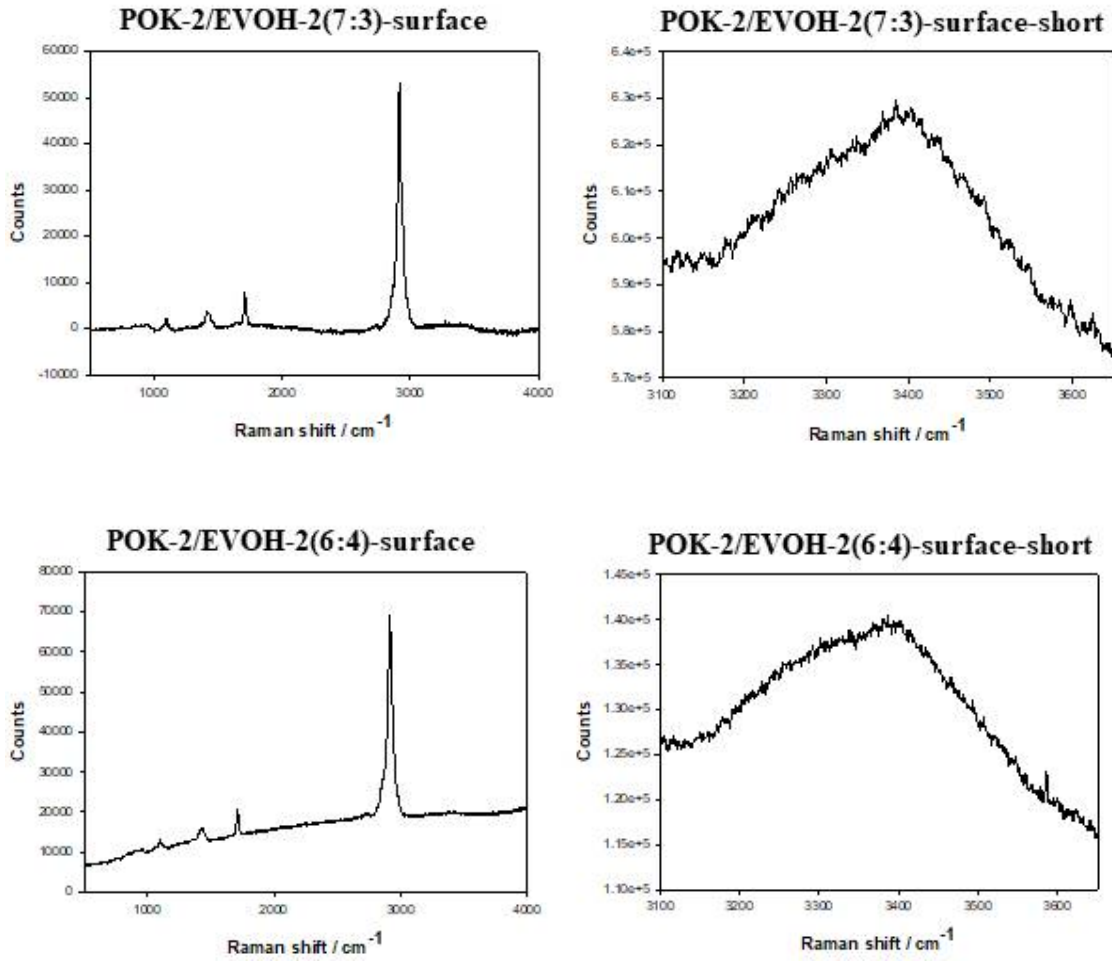 POK-2/EVOH-2(7:3)-surface
60000
50000
40000
30000
20000
10000
0
-10000
Counts
1000
2000
3000
4000
Raman shift / cm-1
POK-2/EVOH-2(7:3)-surface-short
6.4e+5
6.3e+5
6.2e+5
6.1e+5
6.0e+5
5.9e+5
5.8e+5
5.7e+5
Counts
3100
3200
3300
3400
3500
3600
Raman shift / cm-1
POK-2/EVOH-2(6:4)-surface
80000
70000
60000
50000
40000
30000
20000
10000
0
Counts
1000
2000
3000
4000
Raman shift / cm-1
POK-2/EVOH-2(6:4)-surface-short
1.45e+5
1.40e+5
1.35e+5
1.30e+5
1.25e+5
1.20e+5
1.15e+5
1.10e+5
Counts
3100
3200
3300
3400
3500
3600
Raman shift / cm-1